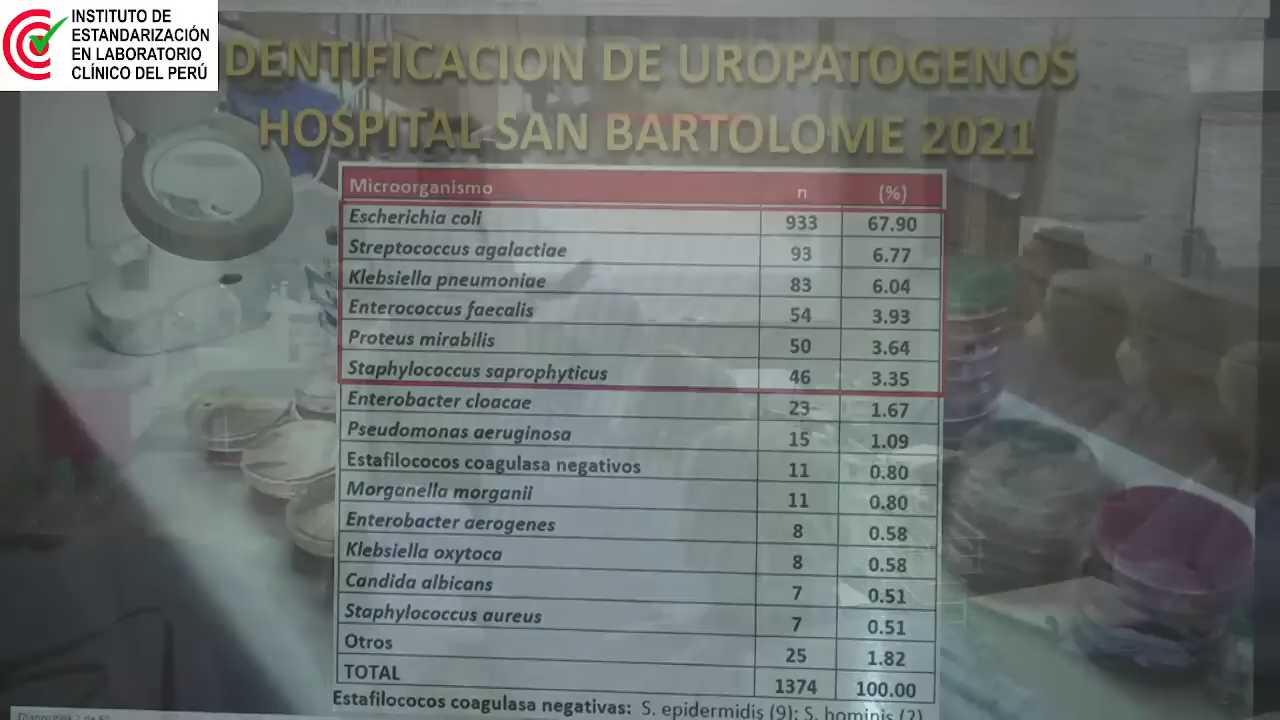 INSTITUTO DE
ESTANDARIZACIÓN
EN LABORATORIO
CLÍNICO DEL PERÚ
IDENTIFICACION DE UROPATOGENOS
HOSPITAL SAN BARTOLOME 2021
Microorganismo n (%)
Escherichia coli 933 67.90
Streptococcus agalactiae 93 6.77
Klebsiella pneumoniae 83 6.04
Enterococcus faecalis 54 3.93
Proteus mirabilis 50 3.64
Staphylococcus saprophyticus 46 3.35
Enterobacter cloacae 23 1.67
Pseudomonas aeruginosa 15 1.09
Estafilococos coagulasa negativos 11 0.80
Morganella morganii 11 0.80
Enterobacter aerogenes 8 0.58
Klebsiella oxytoca 8 0.58
Candida albicans 7 0.51
Staphylococcus aureus 7 0.51
Otros 25 1.82
TOTAL 1374 100.00
Estafilococos coagulasa negativas: S. epidermidis (9); S. hominis (2)